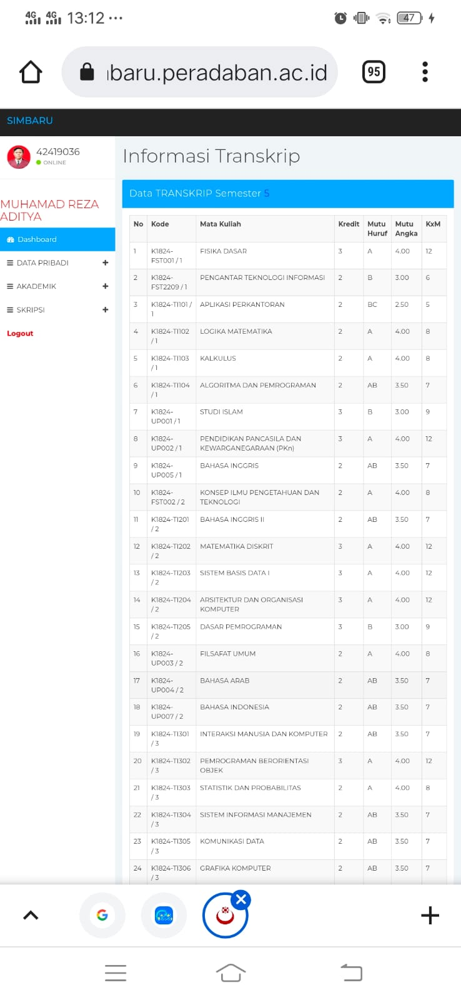 4G 4G 13:12 ... 47
baru.peradaban.ac.id 95
SIMBARU
42419036
ONLINE
MUHAMAD REZA
ADITYA
Dashboard
DATA PRIBADI +
AKADEMIK +
SKRIPSI +
Logout
Informasi Transkrip
Data TRANSKRIP Semester 5
No Kode Mata Kuliah Kredit Mutu Huruf Mutu Angka KxM
1 K1824-FST001 / 1 FISIKA DASAR 3 A 4.00 12
2 K1824-FST2209 / 1 PENGANTAR TEKNOLOGI INFORMASI 2 B 3.00 6
3 K1824-TI101 / 1 APLIKASI PERKANTORAN 2 BC 2.50 5
4 K1824-TI102 / 1 LOGIKA MATEMATIKA 2 A 4.00 8
5 K1824-TI103 / 1 KALKULUS 2 A 4.00 8
6 K1824-TI104 / 1 ALGORITMA DAN PEMROGRAMAN 2 AB 3.50 7
7 K1824-UP001 / 1 STUDI ISLAM 3 B 3.00 9
8 K1824-UP002 / 1 PENDIDIKAN PANCASILA DAN KEWARGANEGARAAN (PKn) 3 A 4.00 12
9 K1824-UP005 / 1 BAHASA INGGRIS 2 AB 3.50 7
10 K1824-FST002 / 2 KONSEP ILMU PENGETAHUAN DAN TEKNOLOGI 2 A 4.00 8
11 K1824-TI201 / 2 BAHASA INGGRIS II 2 AB 3.50 7
12 K1824-TI202 / 2 MATEMATIKA DISKRIT 3 A 4.00 12
13 K1824-TI203 / 2 SISTEM BASIS DATA I 3 A 4.00 12
14 K1824-TI204 / 2 ARSITEKTUR DAN ORGANISASI KOMPUTER 3 A 4.00 12
15 K1824-TI205 / 2 DASAR PEMROGRAMAN 3 B 3.00 9
16 K1824-UP003 / 2 FILSAFAT UMUM 2 A 4.00 8
17 K1824-UP004 / 2 BAHASA ARAB 2 AB 3.50 7
18 K1824-UP007 / 2 BAHASA INDONESIA 2 AB 3.50 7
19 K1824-TI301 / 3 INTERAKSI MANUSIA DAN KOMPUTER 2 AB 3.50 7
20 K1824-TI302 / 3 PEMROGRAMAN BERORIENTASI OBJEK 3 A 4.00 12
21 K1824-TI303 / 3 STATISTIK DAN PROBABILITAS 2 A 4.00 8
22 K1824-TI304 / 3 SISTEM INFORMASI MANAJEMEN 2 AB 3.50 7
23 K1824-TI305 / 3 KOMUNIKASI DATA 2 AB 3.50 7
24 K1824-TI306 / 3 GRAFIKA KOMPUTER 2 AB 3.50 7